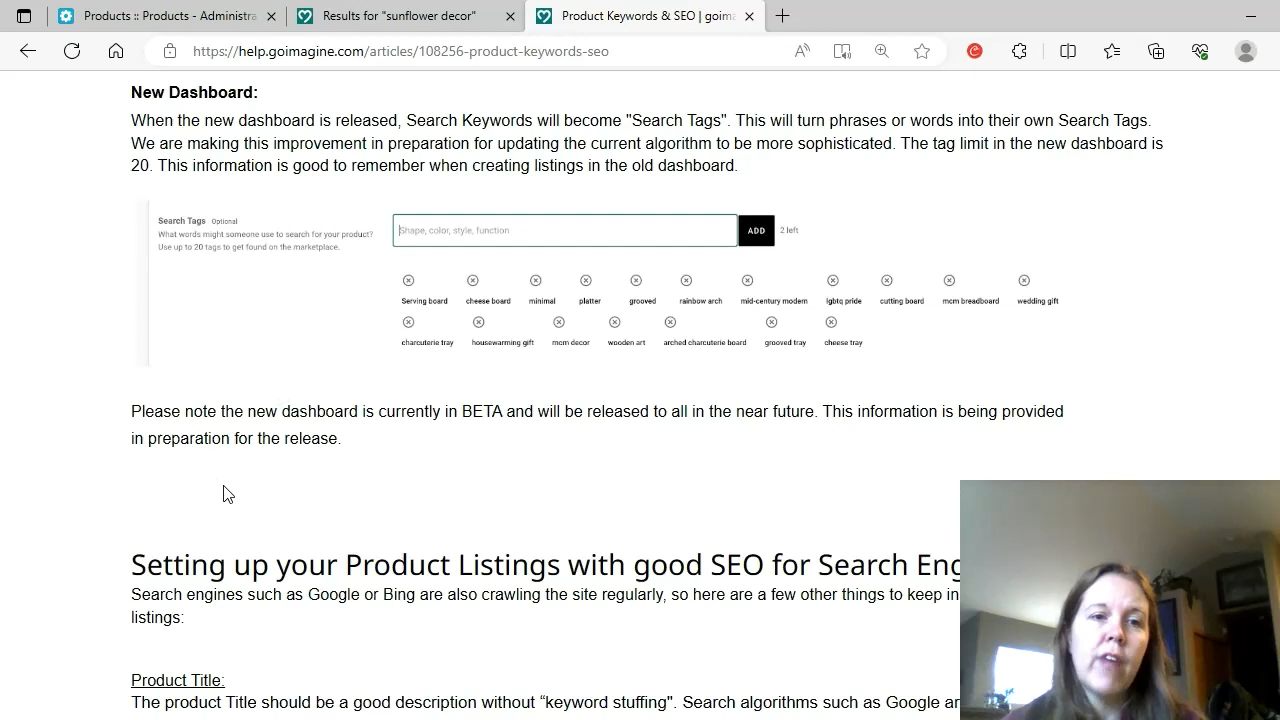 Products :: Products - Administra
Results for "sunflower decor"
Product Keywords & SEO | goima
https://help.goimagine.com/articles/108256-product-keywords-seo
New Dashboard:
When the new dashboard is released, Search Keywords will become "Search Tags". This will turn phrases or words into their own Search Tags.
We are making this improvement in preparation for updating the current algorithm to be more sophisticated. The tag limit in the new dashboard is
20. This information is good to remember when creating listings in the old dashboard.
Search Tags Optional
What words might someone use to search for your product?
Use up to 20 tags to get found on the marketplace.
Shape, color, style, function
ADD
2 left
Serving board cheese board minimal platter grooved rainbow arch mid-century modern lgbtq pride cutting board mcm breadboard wedding gift
charcuterie tray housewarming gift mcm decor wooden art arched charcuterie board grooved tray cheese tray
Please note the new dashboard is currently in BETA and will be released to all in the near future. This information is being provided
in preparation for the release.
Setting up your Product Listings with good SEO for Search Eng
Search engines such as Google or Bing are also crawling the site regularly, so here are a few other things to keep in
listings:
Product Title:
The product Title should be a good description without “keyword stuffing". Search algorithms such as Google ar